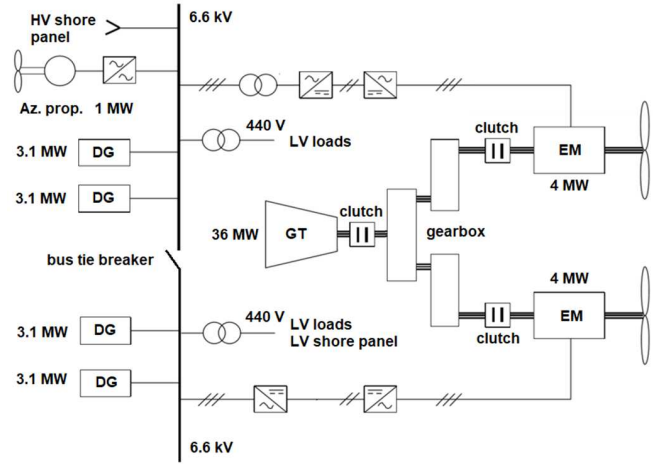 HV shore
panel
6.6 kV
Az. prop. 1 MW
440 V
LV loads
3.1 MW DG
3.1 MW DG
clutch
EM
4 MW
clutch
36 MW GT
gearbox
bus tie breaker
4 MW
440 V
LV loads
LV shore panel
3.1 MW DG
EM
clutch
3.1 MW DG
6.6 kV